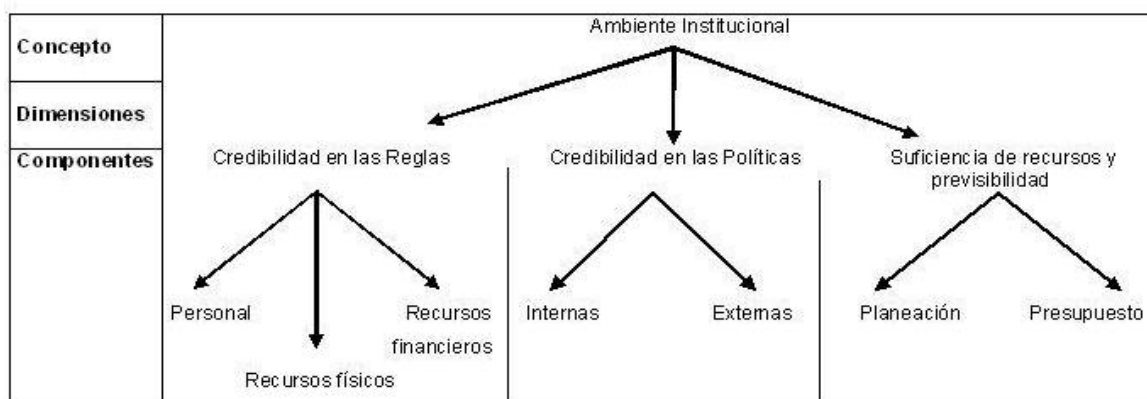 Concepto
Ambiente Institucional
Dimensiones
Componentes
Credibilidad en las Reglas
Credibilidad en las Políticas
Suficiencia de recursos y
previsibilidad
Personal
Recursos
financieros
Recursos físicos
Internas
Externas
Planeación
Presupuesto